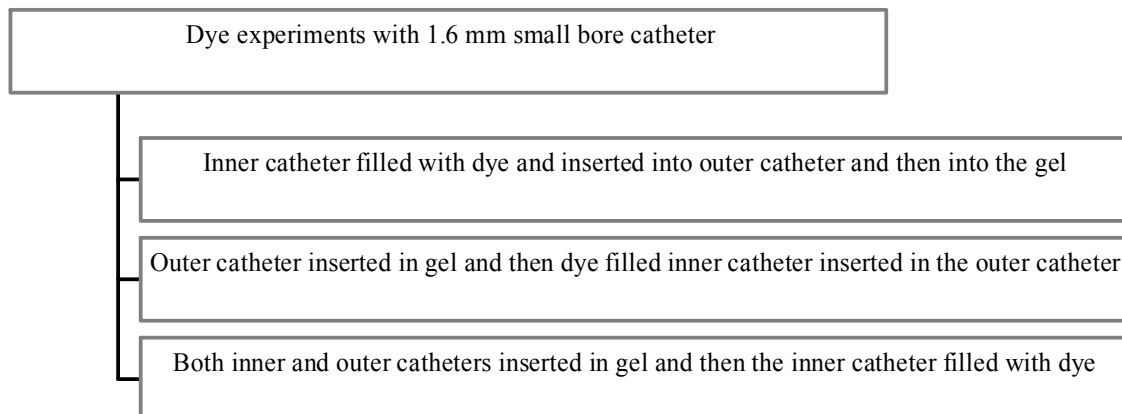 Dye experiments with 1.6 mm small bore catheter
Inner catheter filled with dye and inserted into outer catheter and then into the gel
Outer catheter inserted in gel and then dye filled inner catheter inserted in the outer catheter
Both inner and outer catheters inserted in gel and then the inner catheter filled with dye